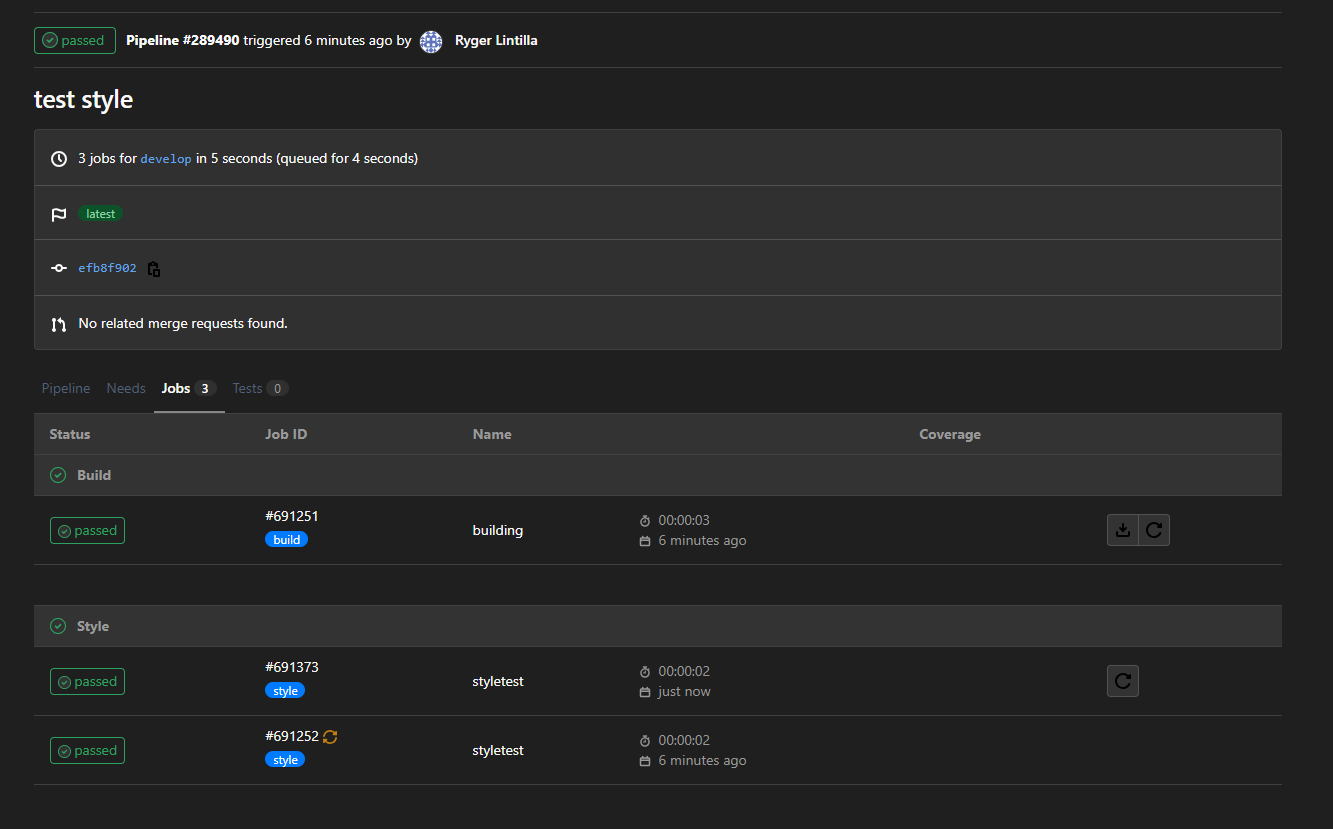 passed Pipeline #289490 triggered 6 minutes ago by Ryger Lintilla
test style
3 jobs for develop in 5 seconds (queued for 4 seconds)
latest
efb8f902
No related merge requests found.
Pipeline Needs Jobs 3 Tests 0
Status Job ID Name Coverage
Build
passed #691251 build building 00:00:03 6 minutes ago
Style
passed #691373 style styletest 00:00:02 just now
passed #691252 style styletest 00:00:02 6 minutes ago